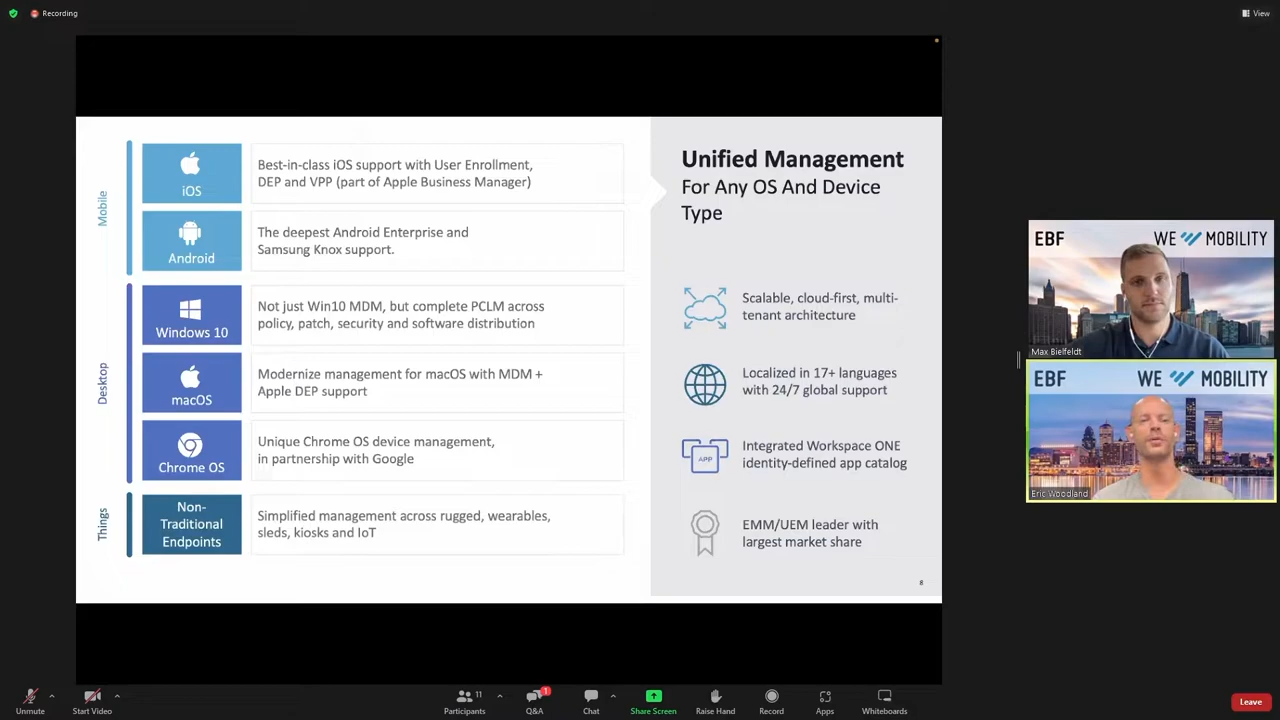 Recording
View
Mobile
iOS
Best-in-class iOS support with User Enrollment,
DEP and VPP (part of Apple Business Manager)
Android
The deepest Android Enterprise and
Samsung Knox support.
Desktop
Windows 10
Not just Win10 MDM, but complete PCLM across
policy, patch, security and software distribution
macOS
Modernize management for macOS with MDM +
Apple DEP support
Chrome OS
Unique Chrome OS device management,
in partnership with Google
Things
Non-
Traditional
Endpoints
Simplified management across rugged, wearables,
sleds, kiosks and IoT
Unified Management
For Any OS And Device
Type
Scalable, cloud-first, multi-
tenant architecture
Localized in 17+ languages
with 24/7 global support
APP
Integrated Workspace ONE
identity-defined app catalog
EMM/UEM leader with
largest market share
8
EBF WE MOBILITY
Max Bielfeldt
EBF WE MOBILITY
Eric Woodland
Unmute
Start Video
11
Participants
1
Q&A
Chat
Share Screen
Raise Hand
Record
Apps
Whiteboards
Leave